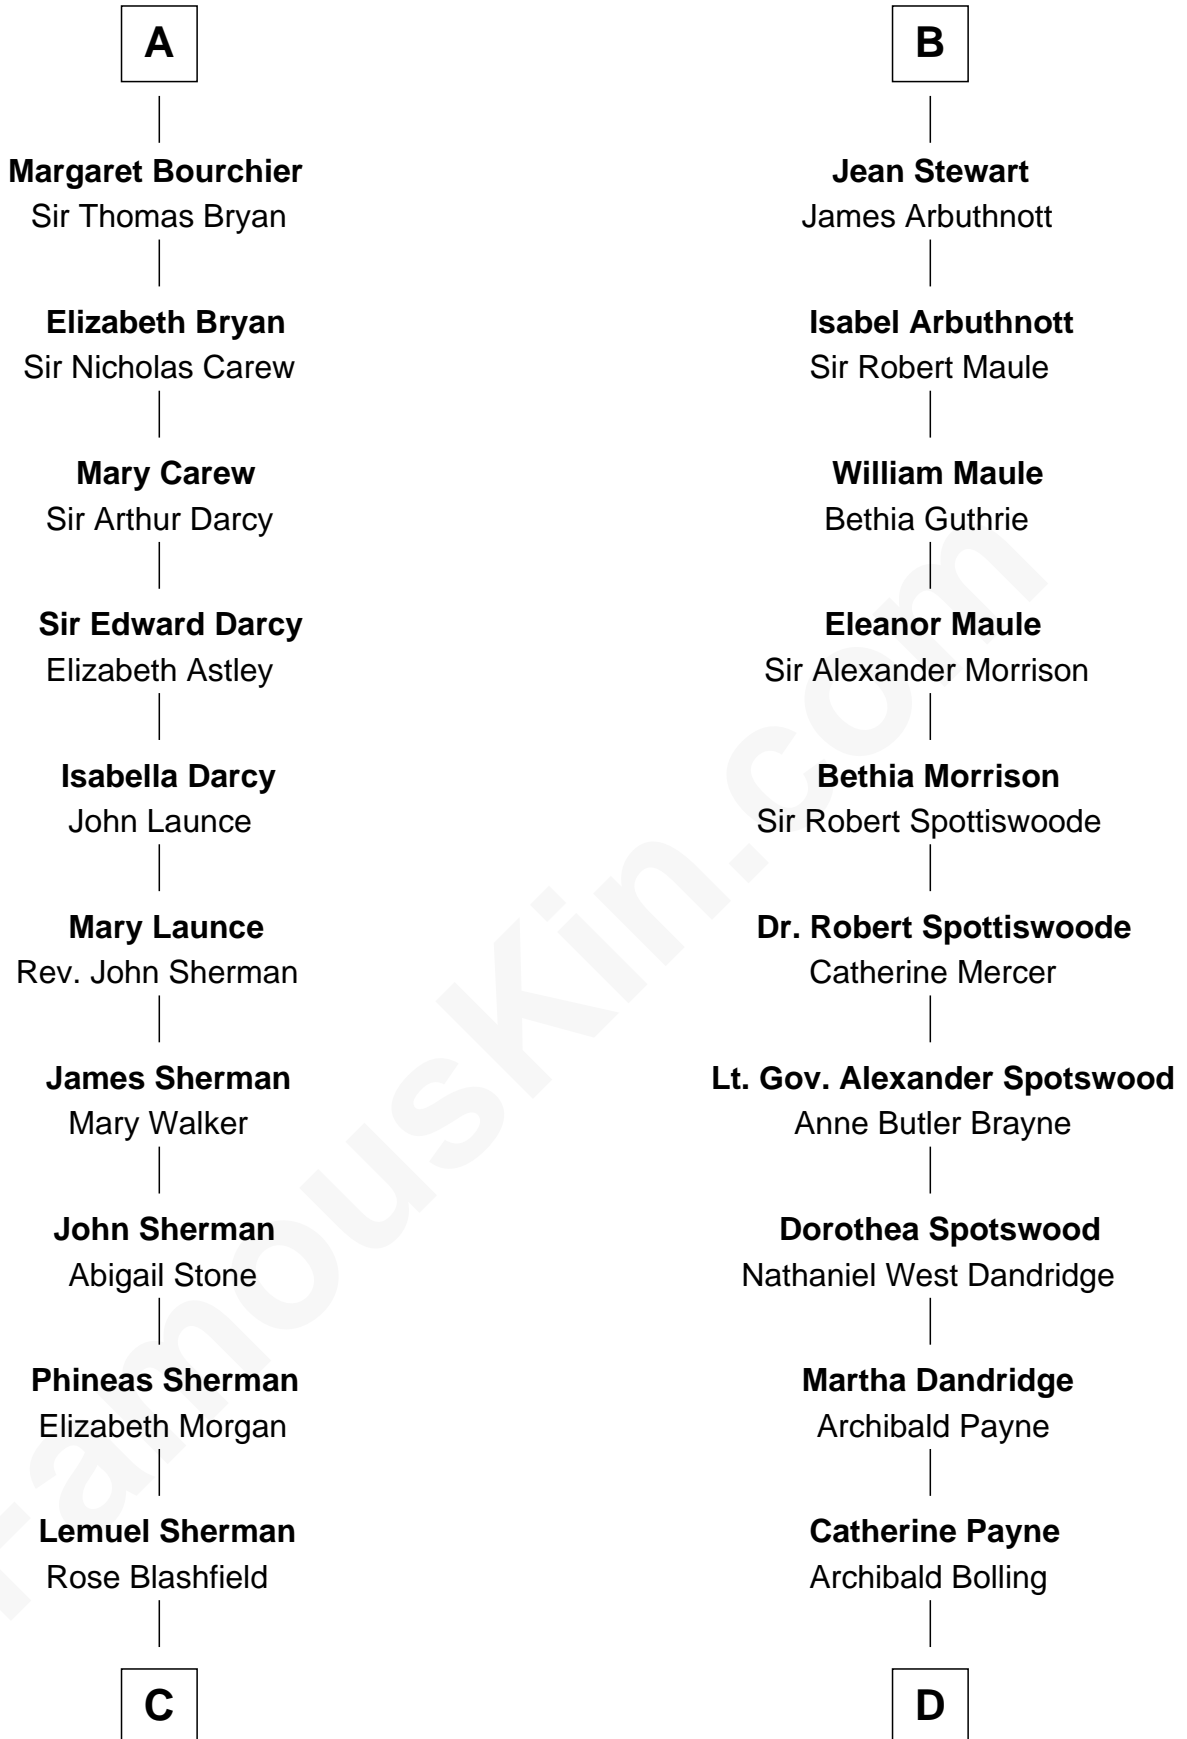 A
Margaret Bourchier
Sir Thomas Bryan
Elizabeth Bryan
Sir Nicholas Carew
Mary Carew
Sir Arthur Darcy
Sir Edward Darcy
Elizabeth Astley
Isabella Darcy
John Launce
Mary Launce
Rev. John Sherman
James Sherman
Mary Walker
John Sherman
Abigail Stone
Phineas Sherman
Elizabeth Morgan
Lemuel Sherman
Rose Blashfield
C
B
Jean Stewart
James Arbuthnott
Isabel Arbuthnott
Sir Robert Maule
William Maule
Bethia Guthrie
Eleanor Maule
Sir Alexander Morrison
Bethia Morrison
Sir Robert Spottiswoode
Dr. Robert Spottiswoode
Catherine Mercer
Lt. Gov. Alexander Spotswood
Anne Butler Brayne
Dorothea Spotswood
Nathaniel West Dandridge
Martha Dandridge
Archibald Payne
Catherine Payne
Archibald Bolling
D
FamousKin.com